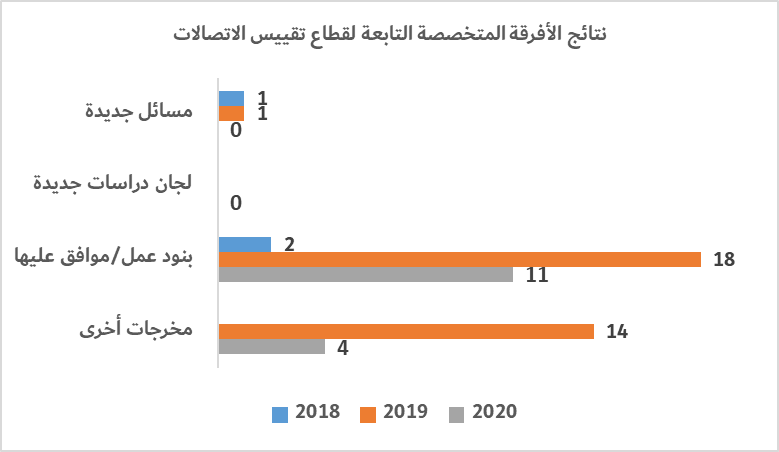 نتائج الأفرقة المتخصصة التابعة لقطاع تقييس الاتصالات
مسائل جديدة
1
1
0
لجان دراسات جديدة
0
بنود عمل/موافق عليها
2
18
11
مخرجات أخرى
14
4
2018 2019 2020